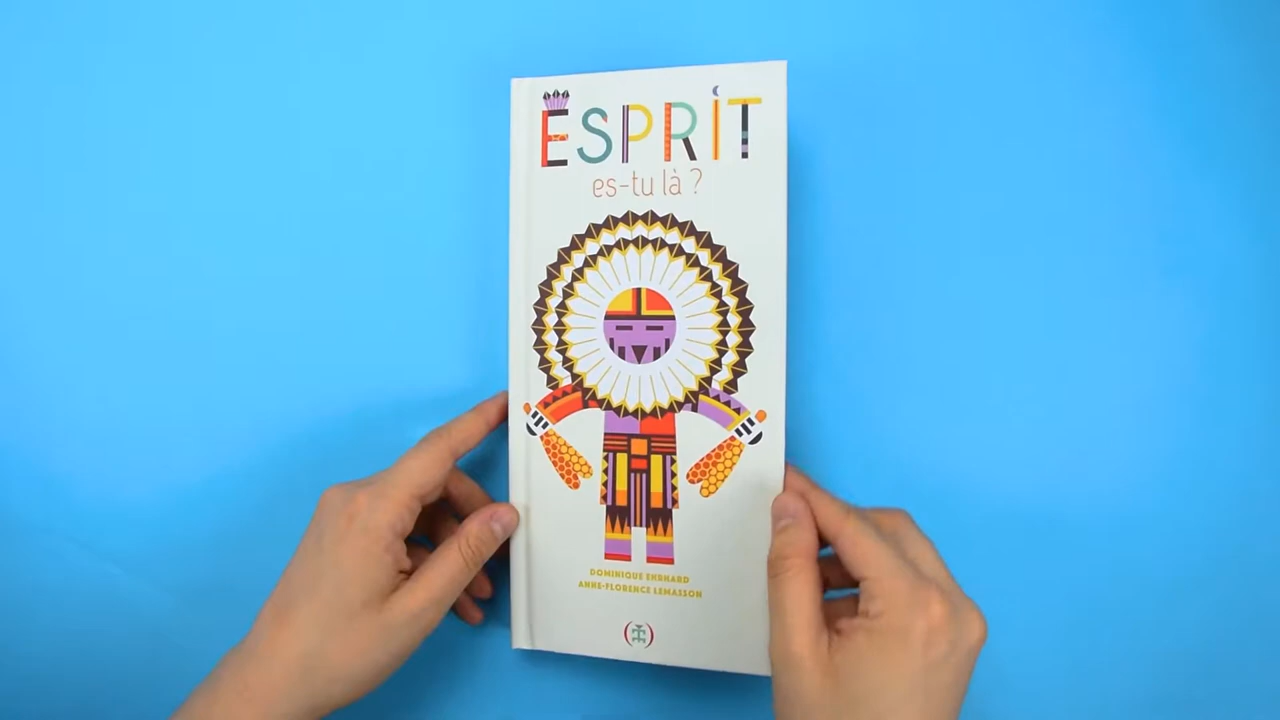 ESPRIT
es-tu là ?
DOMINIQUE EHRHARD
ANNE-FLORENCE LEMASSON